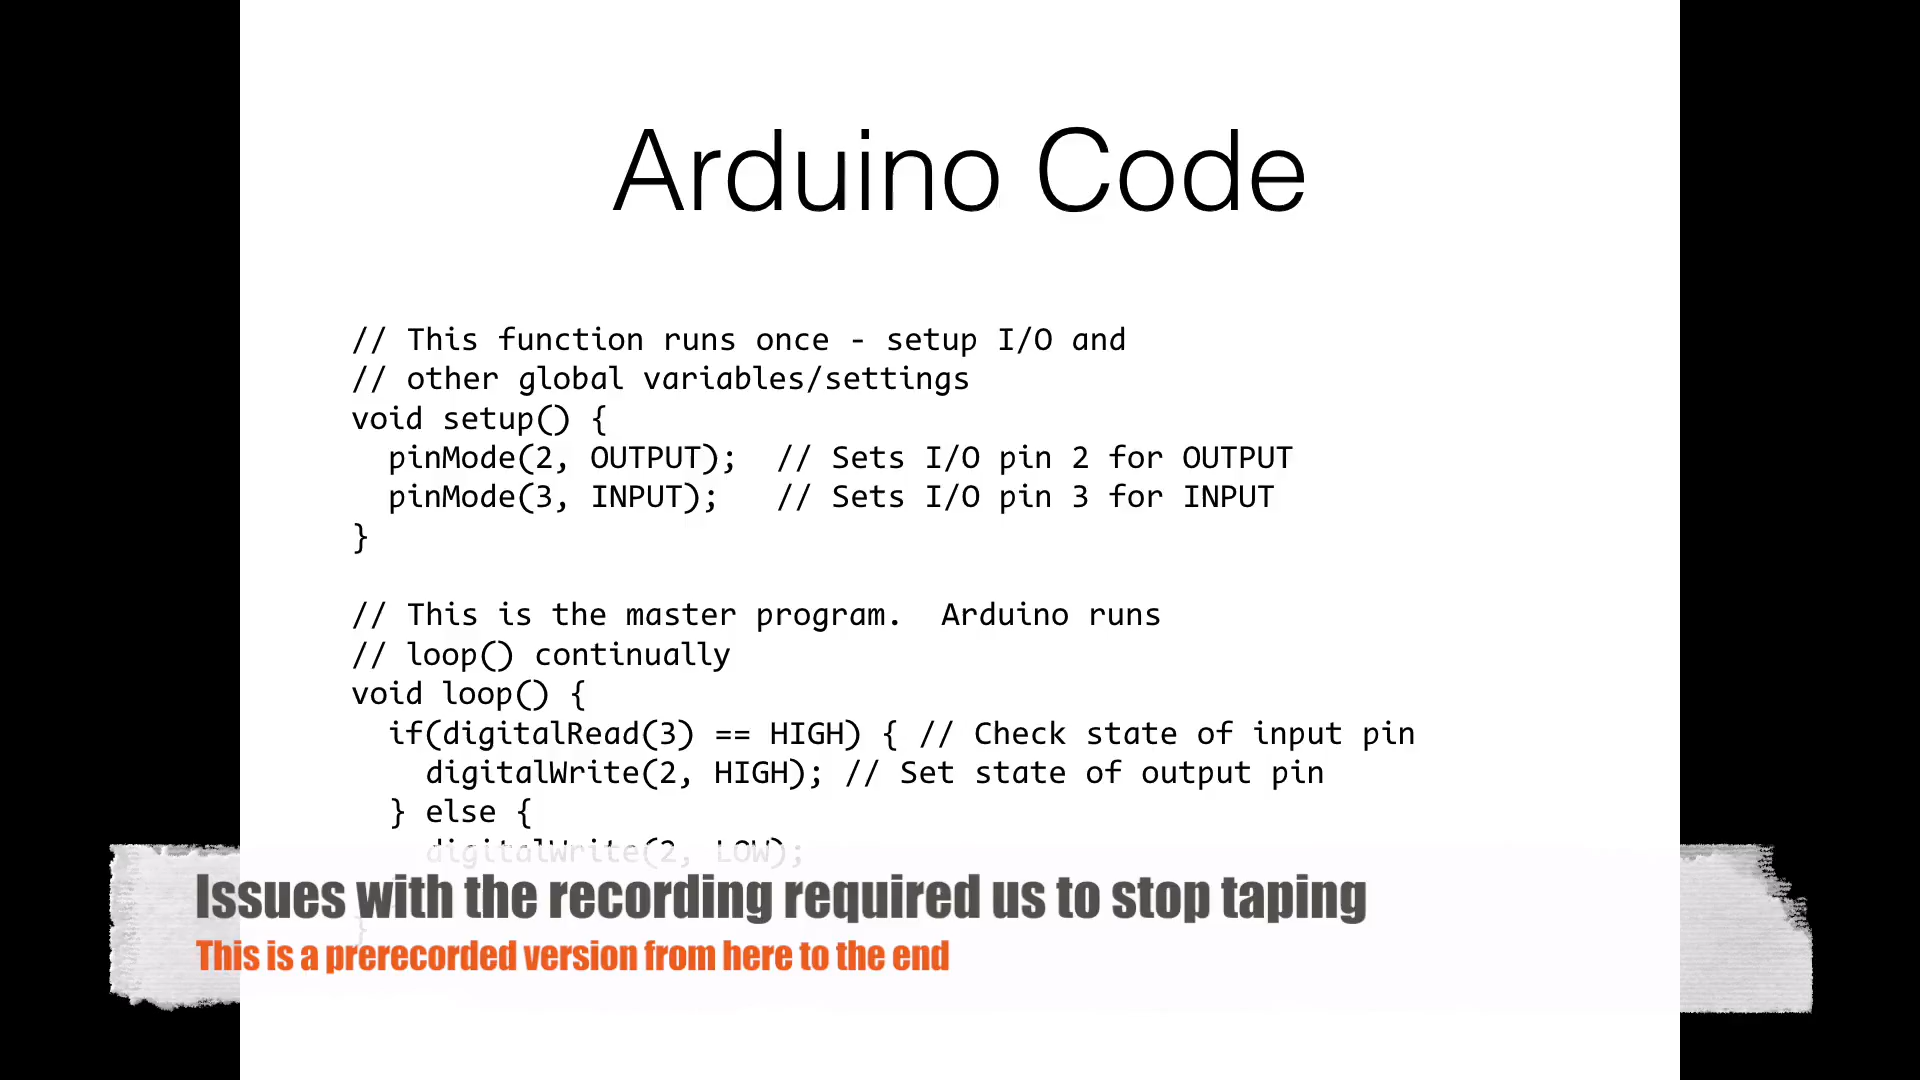 Arduino Code
// This function runs once - setup I/O and
// other global variables/settings
void setup() {
  pinMode(2, OUTPUT);  // Sets I/O pin 2 for OUTPUT
  pinMode(3, INPUT);   // Sets I/O pin 3 for INPUT
}
// This is the master program.  Arduino runs
// loop() continually
void loop() {
  if(digitalRead(3) == HIGH) { // Check state of input pin
    digitalWrite(2, HIGH); // Set state of output pin
  } else {
    digitalWrite(2, LOW);
}
Issues with the recording required us to stop taping
This is a prerecorded version from here to the end